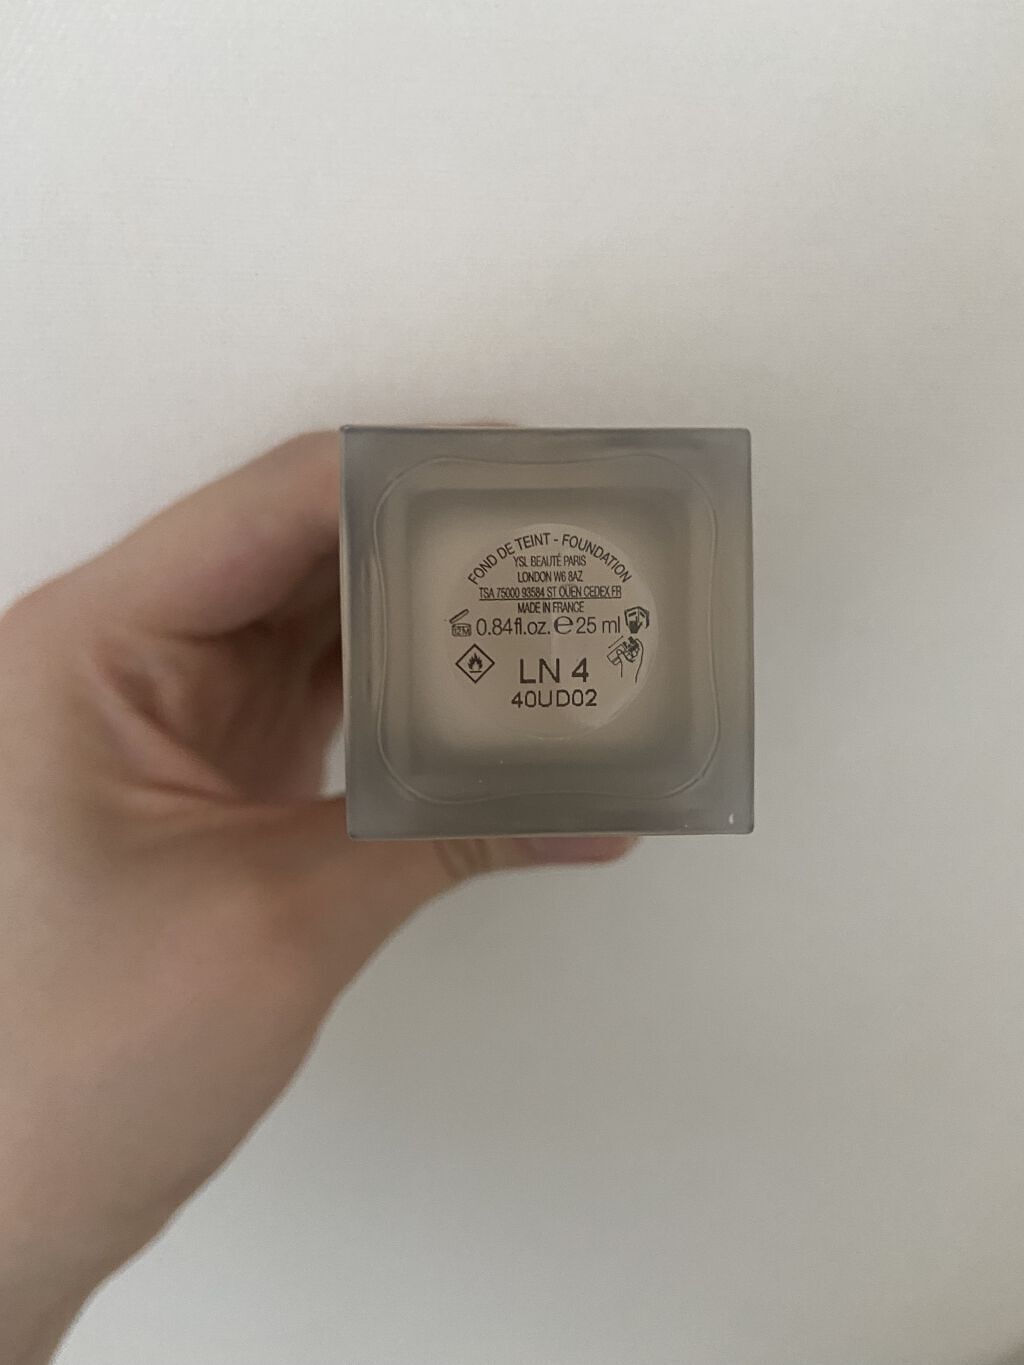 FOND DE TEINT - FOUNDATION
YSL BEAUTÉ PARIS
LONDON W6 8AZ
TSA 75000 93584 ST OUEN CEDEX FR
MADE IN FRANCE
12M 0.84fl.oz. e 25 ml
LN 4
40UD02